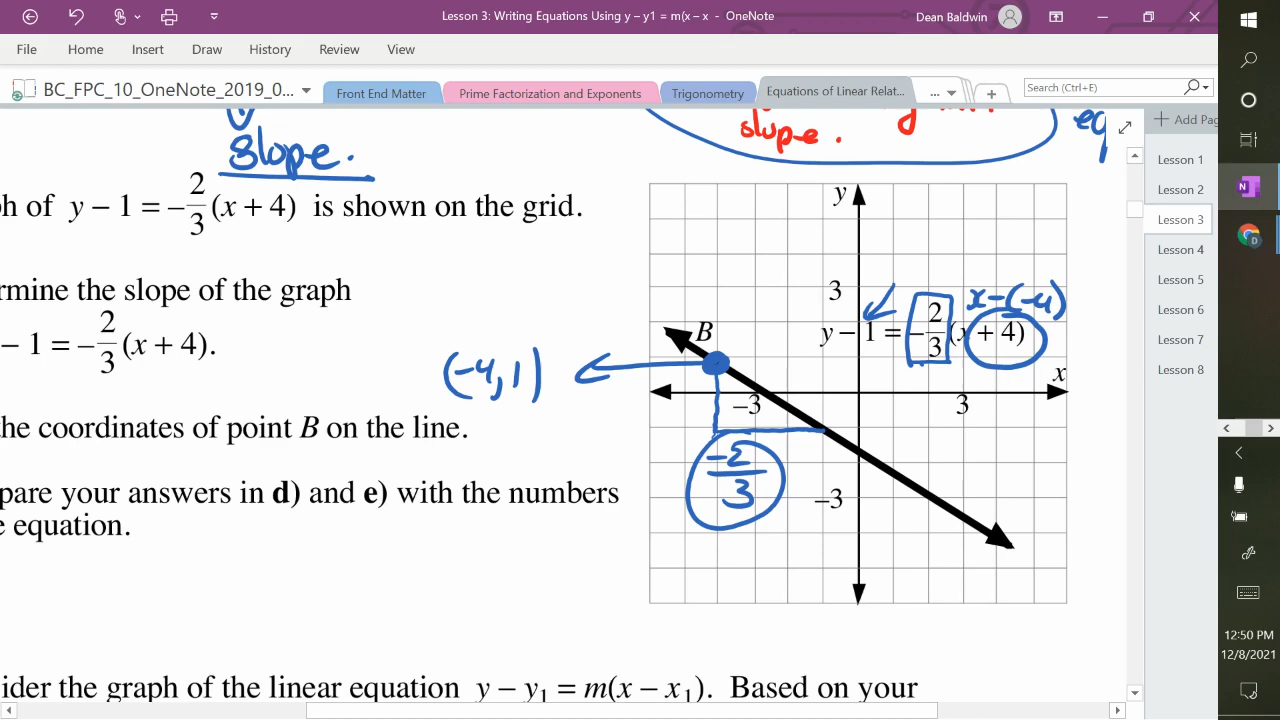 Lesson 3: Writing Equations Using y – y1 = m(x – x - OneNote
Dean Baldwin
File Home Insert Draw History Review View
BC_FPC_10_OneNote_2019_0...
Front End Matter
Prime Factorization and Exponents
Trigonometry
Equations of Linear Relat...
...
Search (Ctrl+E)
Add Pag
Lesson 1
Lesson 2
Lesson 3
Lesson 4
Lesson 5
Lesson 6
Lesson 7
Lesson 8
slope.
slope.
eq
ph of y − 1 = −2/3(x + 4) is shown on the grid.
rmine the slope of the graph
− 1 = −2/3(x + 4).
the coordinates of point B on the line.
pare your answers in d) and e) with the numbers
e equation.
y
3
x-(-4)
y − 1 = −2/3(x + 4)
B
(-4,1)
x
–3
3
-2/3
–3
ider the graph of the linear equation y − y₁ = m(x − x₁). Based on your
12:50 PM
12/8/2021